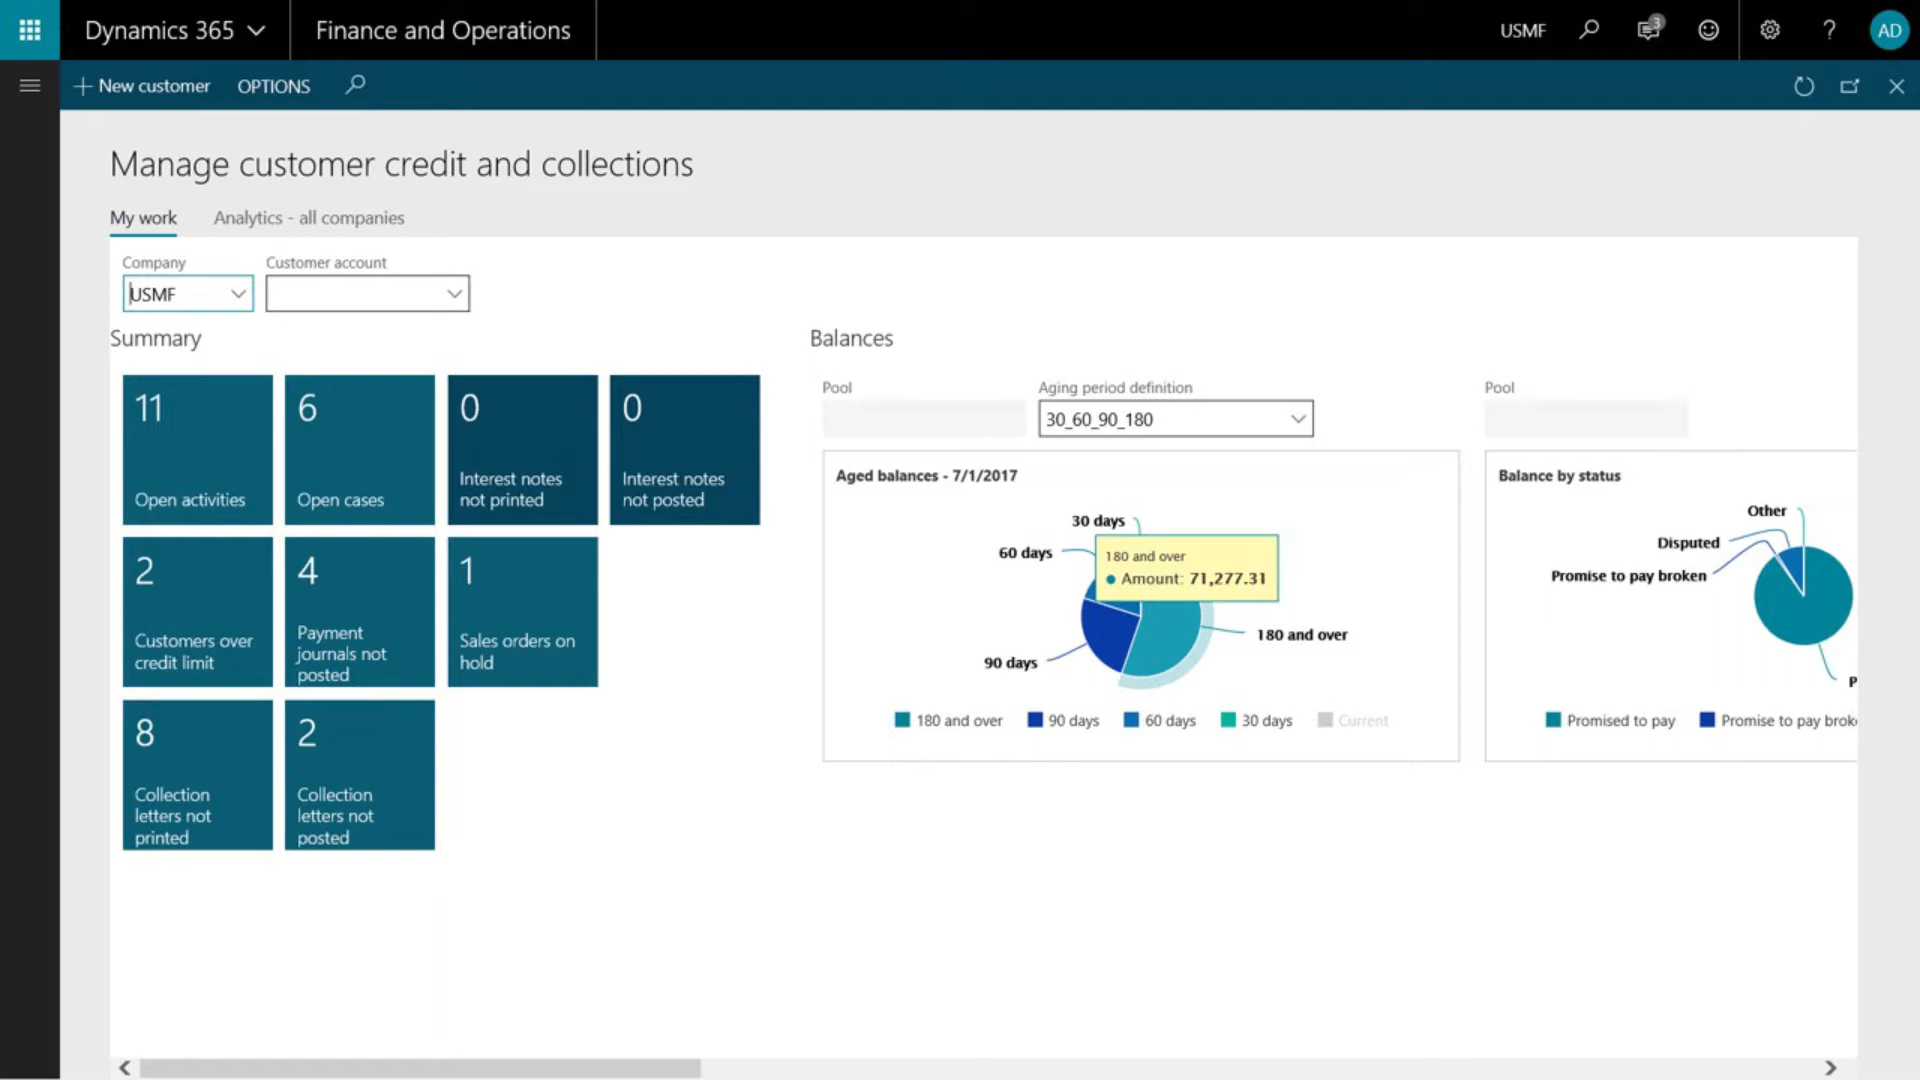 Dynamics 365
Finance and Operations
USMF
3
AD
New customer
OPTIONS
Manage customer credit and collections
My work
Analytics - all companies
Company
Customer account
USMF
Summary
11
Open activities
6
Open cases
0
Interest notes
not printed
0
Interest notes
not posted
2
Customers over
credit limit
4
Payment
journals not
posted
1
Sales orders on
hold
8
Collection
letters not
printed
2
Collection
letters not
posted
Balances
Pool
Aging period definition
30_60_90_180
Aged balances - 7/1/2017
30 days
60 days
180 and over
Amount: 71,277.31
180 and over
90 days
180 and over
90 days
60 days
30 days
Current
Pool
Balance by status
Other
Disputed
Promise to pay broken
P
Promised to pay
Promise to pay brok